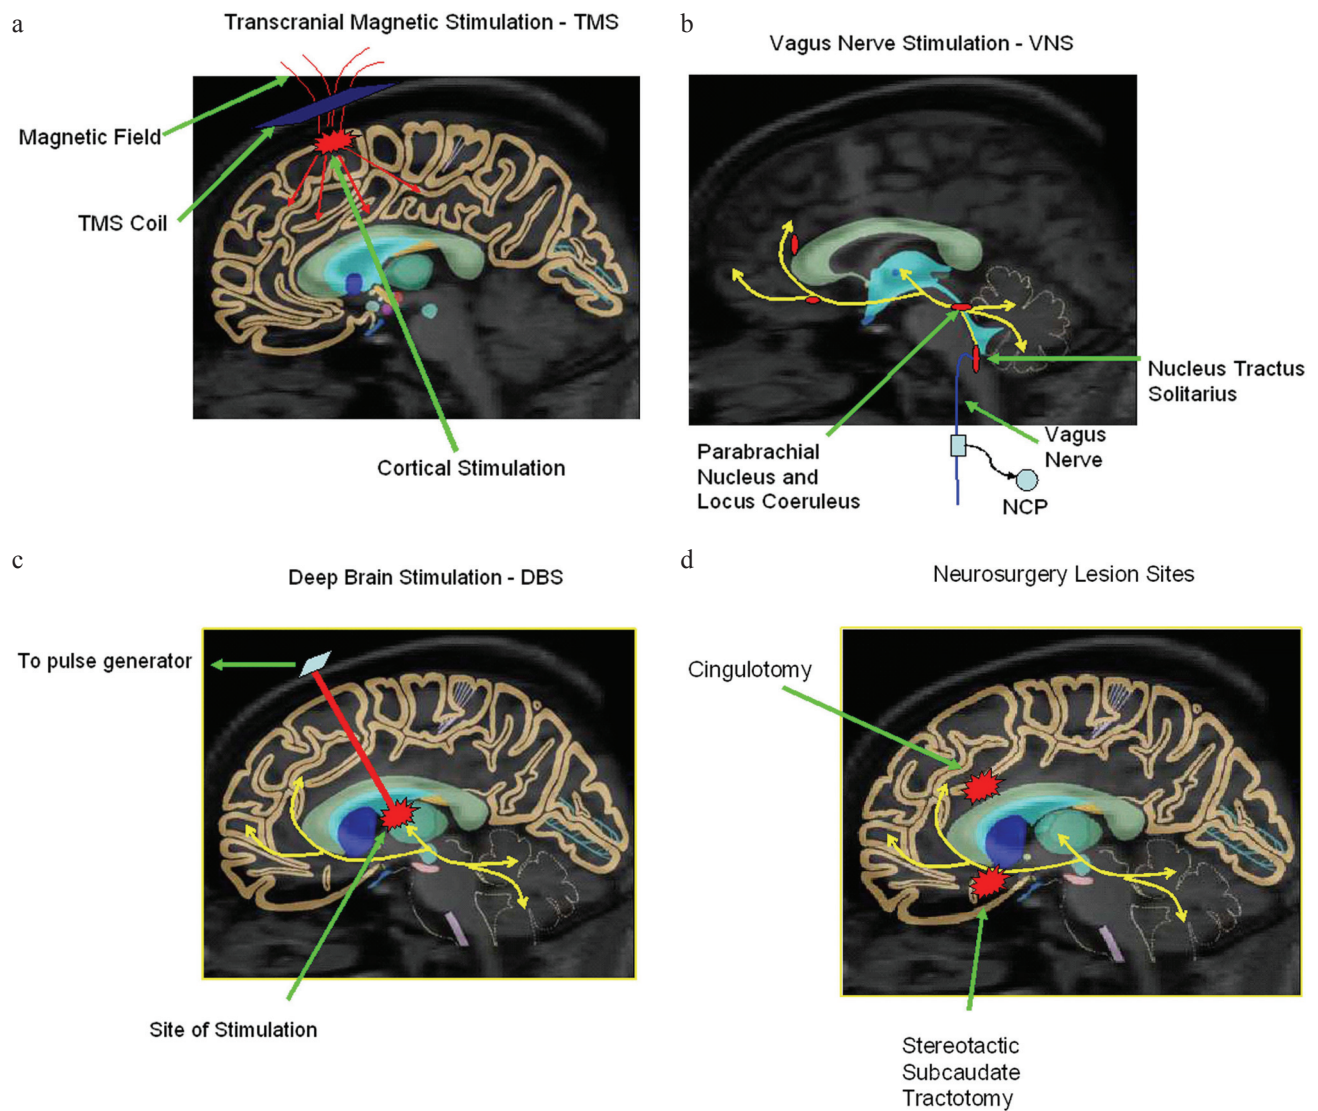 a
Transcranial Magnetic Stimulation - TMS
Magnetic Field
TMS Coil
Cortical Stimulation
b
Vagus Nerve Stimulation - VNS
Nucleus Tractus
Solitarius
Vagus
Nerve
Parabrachial
Nucleus and
Locus Coeruleus
NCP
c
Deep Brain Stimulation - DBS
To pulse generator
Site of Stimulation
d
Neurosurgery Lesion Sites
Cingulotomy
Stereotactic
Subcaudate
Tractotomy